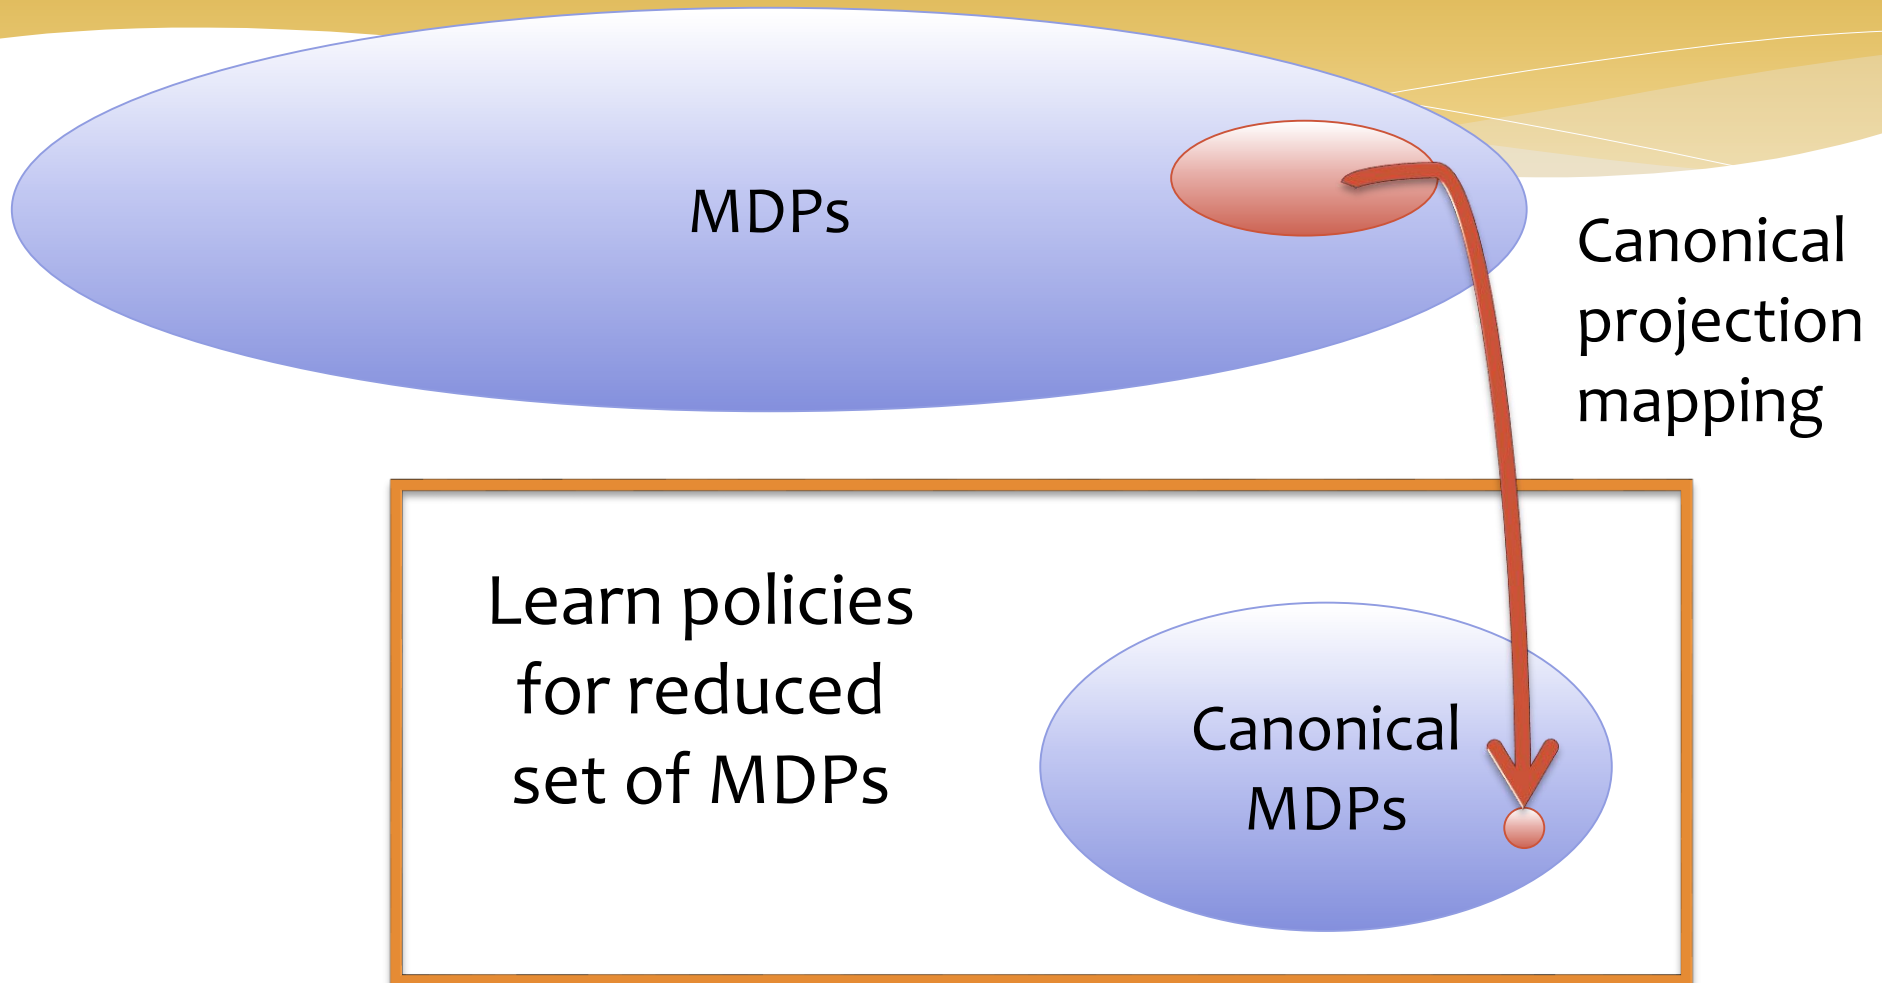 MDPs
Canonical
projection
mapping
Learn policies
for reduced
set of MDPs
Canonical
MDPs